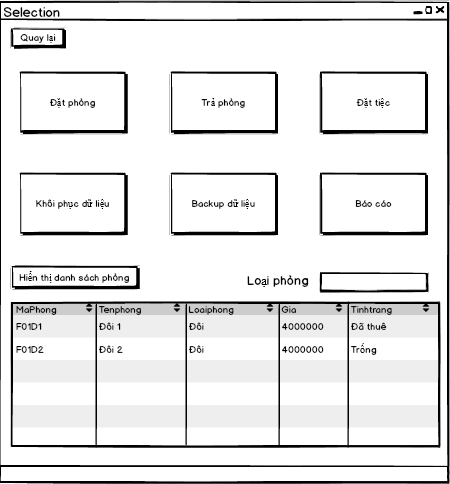 Selection
Quay lại
Đặt phòng Trả phòng Đặt tiệc
Khôi phục dữ liệu Backup dữ liệu Báo cáo
Hiển thị danh sách phòng Loại phòng
MaPhong Tenphong Loaiphong Gia Tinhtrang
F01D1 Đôi 1 Đôi 4000000 Đã thuê
F01D2 Đôi 2 Đôi 4000000 Trống